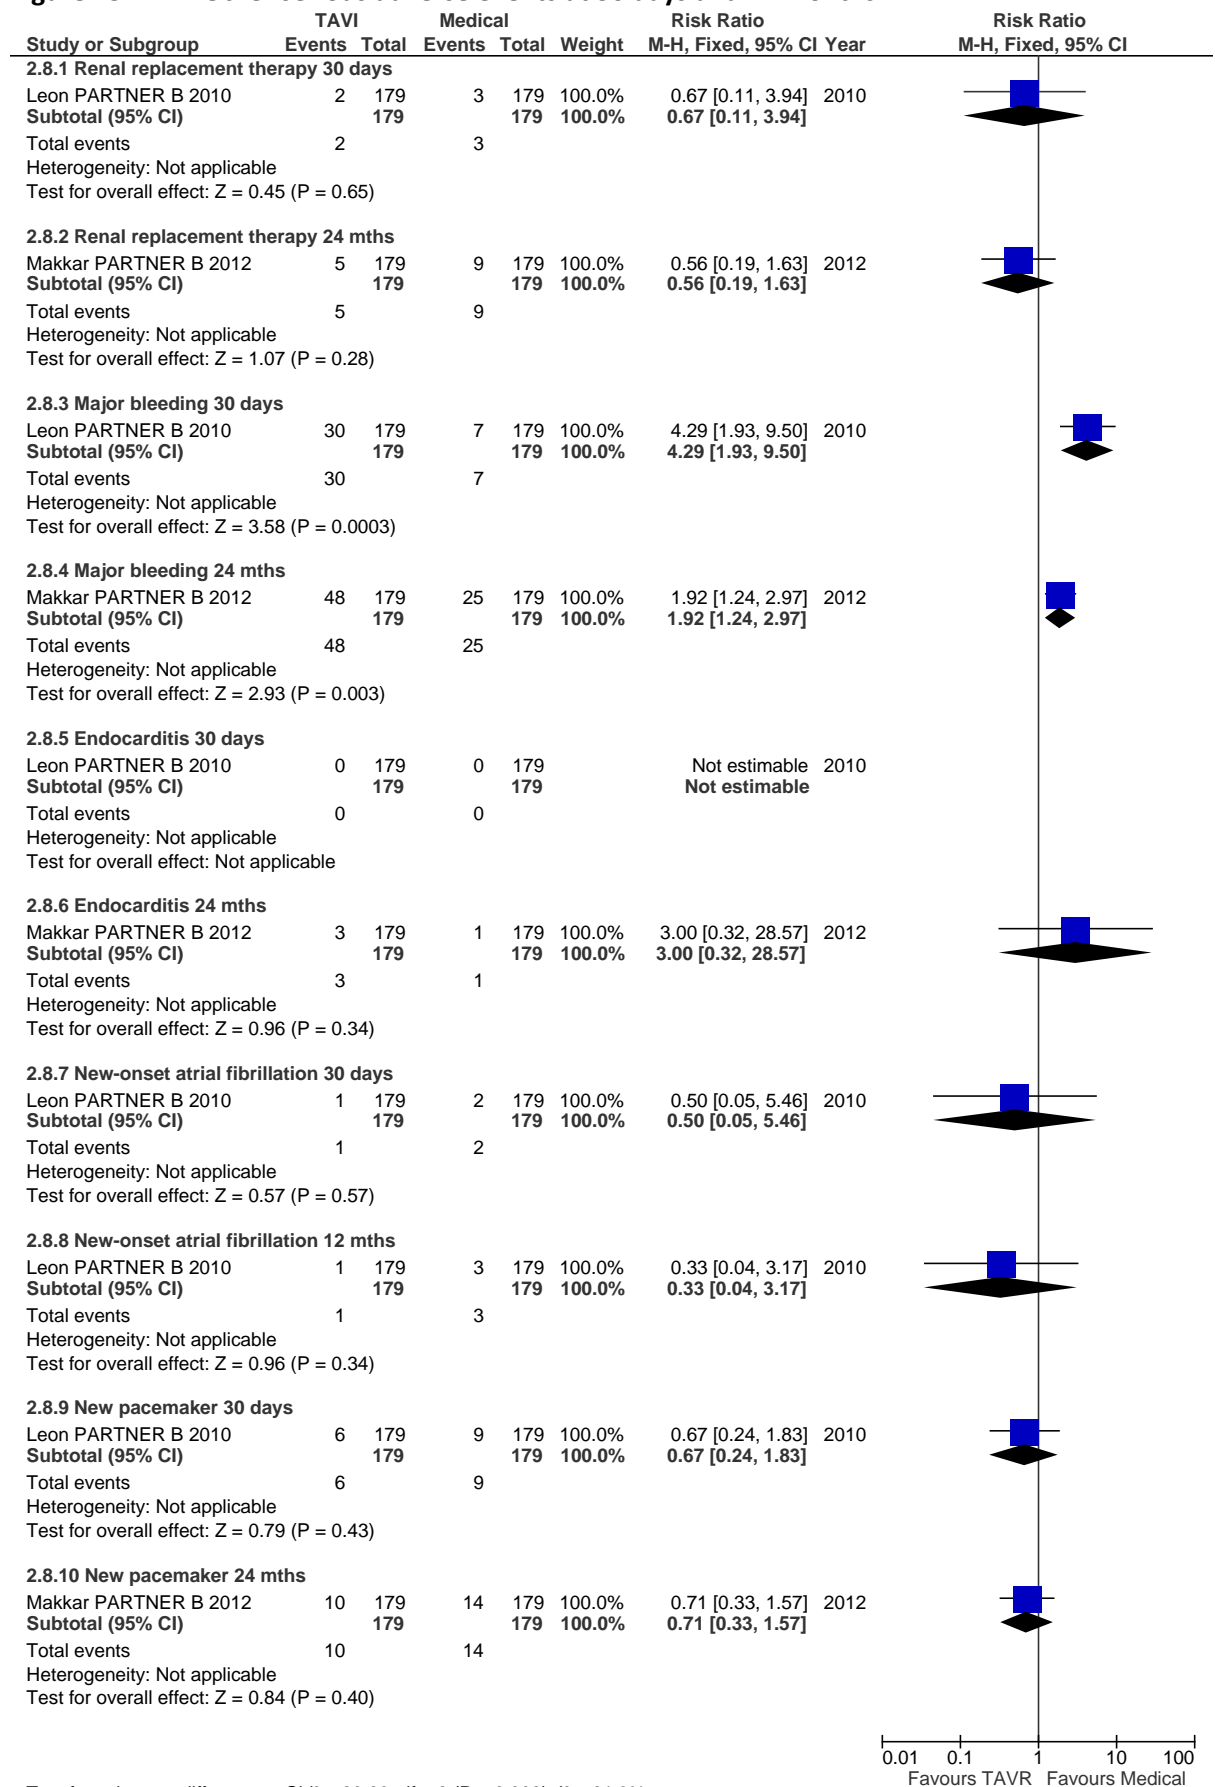 TAVI Medical Risk Ratio Risk Ratio
Study or Subgroup Events Total Events Total Weight M-H, Fixed, 95% CI Year M-H, Fixed, 95% CI
2.8.1 Renal replacement therapy 30 days
Leon PARTNER B 2010 2 179 3 179 100.0% 0.67 [0.11, 3.94] 2010
Subtotal (95% CI) 179 179 100.0% 0.67 [0.11, 3.94]
Total events 2 3
Heterogeneity: Not applicable
Test for overall effect: Z = 0.45 (P = 0.65)
2.8.2 Renal replacement therapy 24 mths
Makkar PARTNER B 2012 5 179 9 179 100.0% 0.56 [0.19, 1.63] 2012
Subtotal (95% CI) 179 179 100.0% 0.56 [0.19, 1.63]
Total events 5 9
Heterogeneity: Not applicable
Test for overall effect: Z = 1.07 (P = 0.28)
2.8.3 Major bleeding 30 days
Leon PARTNER B 2010 30 179 7 179 100.0% 4.29 [1.93, 9.50] 2010
Subtotal (95% CI) 179 179 100.0% 4.29 [1.93, 9.50]
Total events 30 7
Heterogeneity: Not applicable
Test for overall effect: Z = 3.58 (P = 0.0003)
2.8.4 Major bleeding 24 mths
Makkar PARTNER B 2012 48 179 25 179 100.0% 1.92 [1.24, 2.97] 2012
Subtotal (95% CI) 179 179 100.0% 1.92 [1.24, 2.97]
Total events 48 25
Heterogeneity: Not applicable
Test for overall effect: Z = 2.93 (P = 0.003)
2.8.5 Endocarditis 30 days
Leon PARTNER B 2010 0 179 0 179 Not estimable 2010
Subtotal (95% CI) 179 179 Not estimable
Total events 0 0
Heterogeneity: Not applicable
Test for overall effect: Not applicable
2.8.6 Endocarditis 24 mths
Makkar PARTNER B 2012 3 179 1 179 100.0% 3.00 [0.32, 28.57] 2012
Subtotal (95% CI) 179 179 100.0% 3.00 [0.32, 28.57]
Total events 3 1
Heterogeneity: Not applicable
Test for overall effect: Z = 0.96 (P = 0.34)
2.8.7 New-onset atrial fibrillation 30 days
Leon PARTNER B 2010 1 179 2 179 100.0% 0.50 [0.05, 5.46] 2010
Subtotal (95% CI) 179 179 100.0% 0.50 [0.05, 5.46]
Total events 1 2
Heterogeneity: Not applicable
Test for overall effect: Z = 0.57 (P = 0.57)
2.8.8 New-onset atrial fibrillation 12 mths
Leon PARTNER B 2010 1 179 3 179 100.0% 0.33 [0.04, 3.17] 2010
Subtotal (95% CI) 179 179 100.0% 0.33 [0.04, 3.17]
Total events 1 3
Heterogeneity: Not applicable
Test for overall effect: Z = 0.96 (P = 0.34)
2.8.9 New pacemaker 30 days
Leon PARTNER B 2010 6 179 9 179 100.0% 0.67 [0.24, 1.83] 2010
Subtotal (95% CI) 179 179 100.0% 0.67 [0.24, 1.83]
Total events 6 9
Heterogeneity: Not applicable
Test for overall effect: Z = 0.79 (P = 0.43)
2.8.10 New pacemaker 24 mths
Makkar PARTNER B 2012 10 179 14 179 100.0% 0.71 [0.33, 1.57] 2012
Subtotal (95% CI) 179 179 100.0% 0.71 [0.33, 1.57]
Total events 10 14
Heterogeneity: Not applicable
Test for overall effect: Z = 0.84 (P = 0.40)
0.01 0.1 1 10 100
Favours TAVR Favours Medical